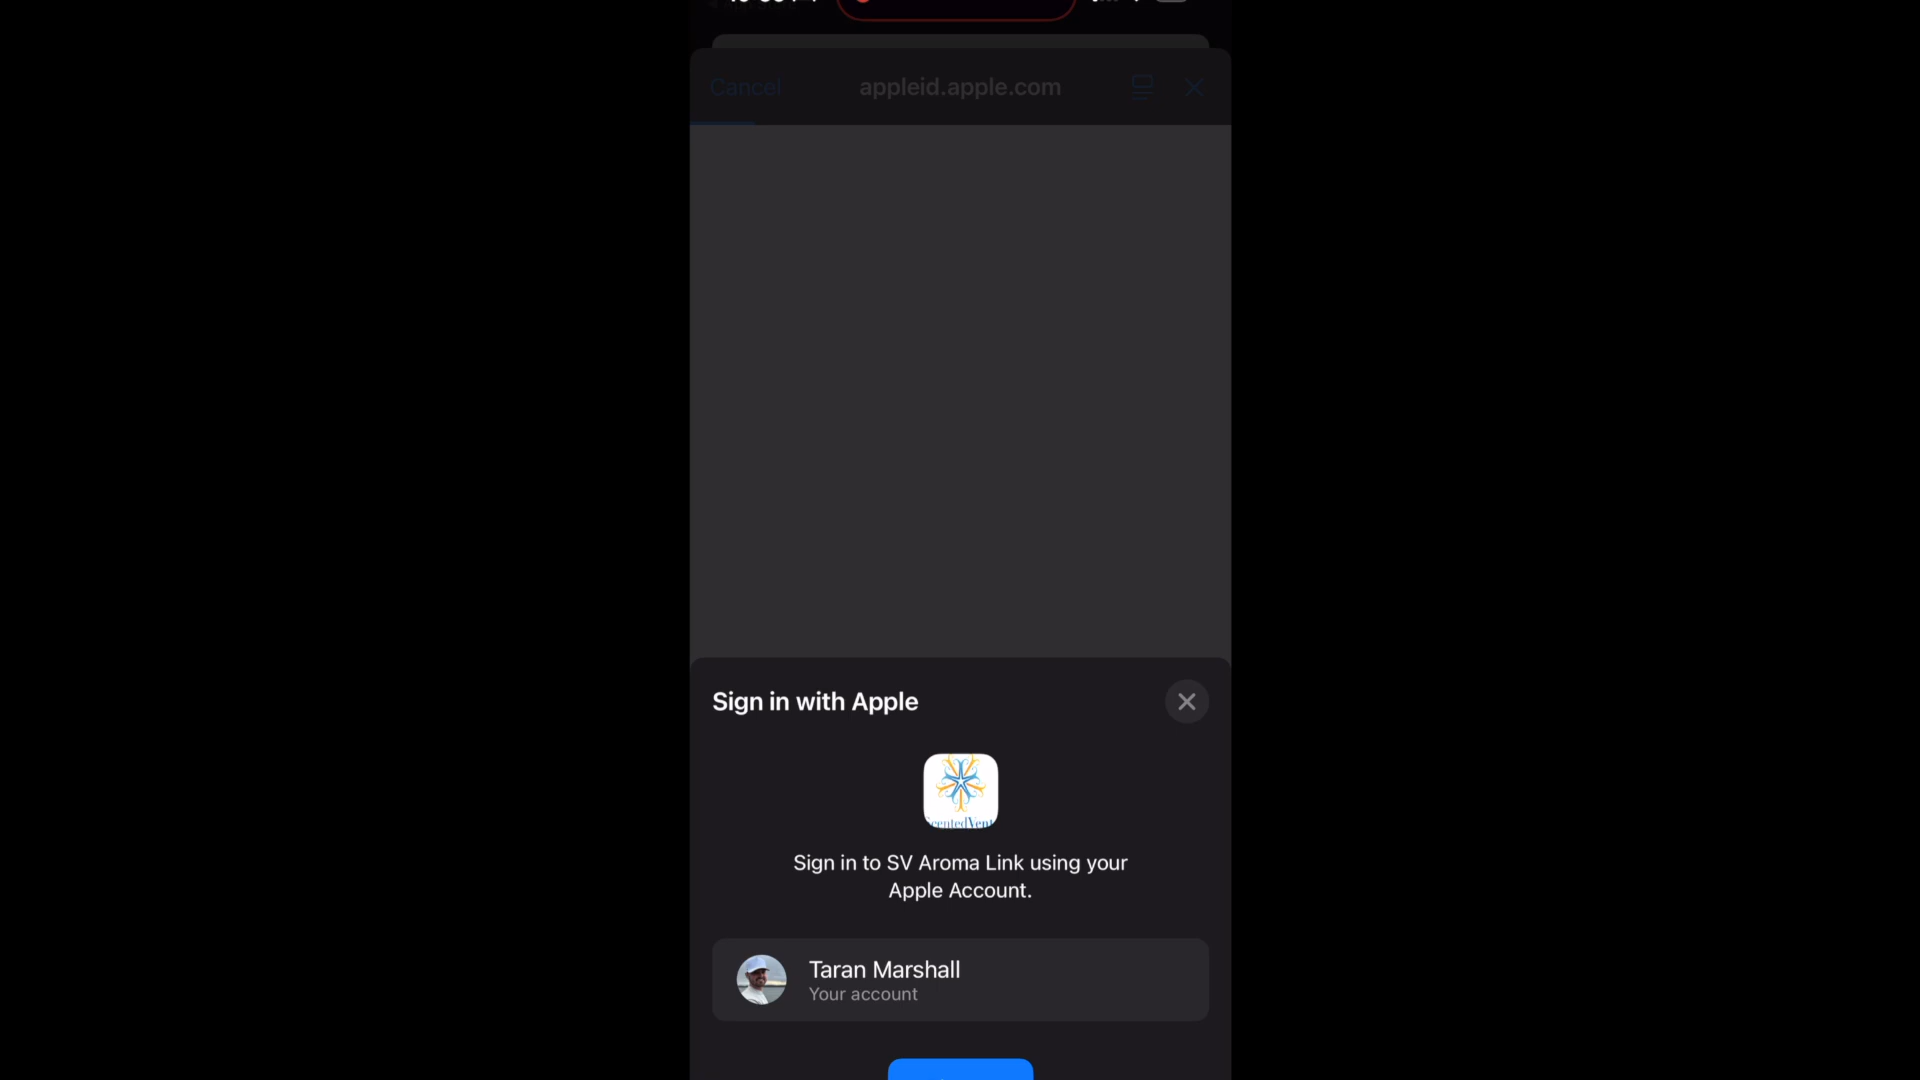 Cancel
appleid.apple.com
Sign in with Apple
Sign in to SV Aroma Link using your
Apple Account.
Taran Marshall
Your account